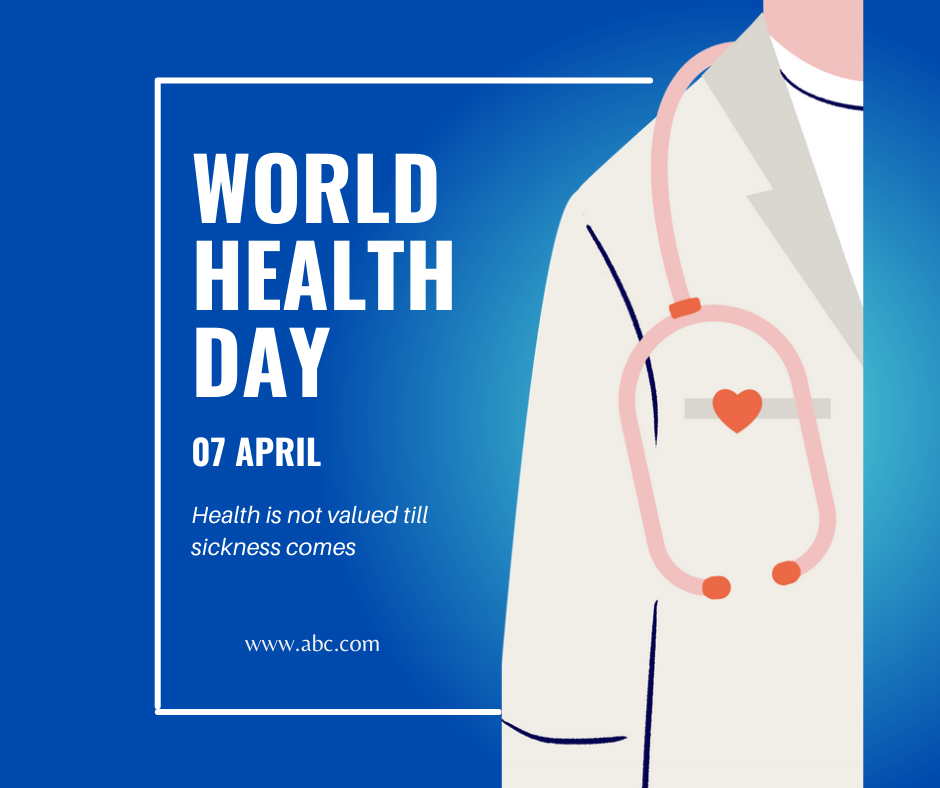 WORLD
HEALTH
DAY
07 APRIL
Health is not valued till
sickness comes
www.abc.com